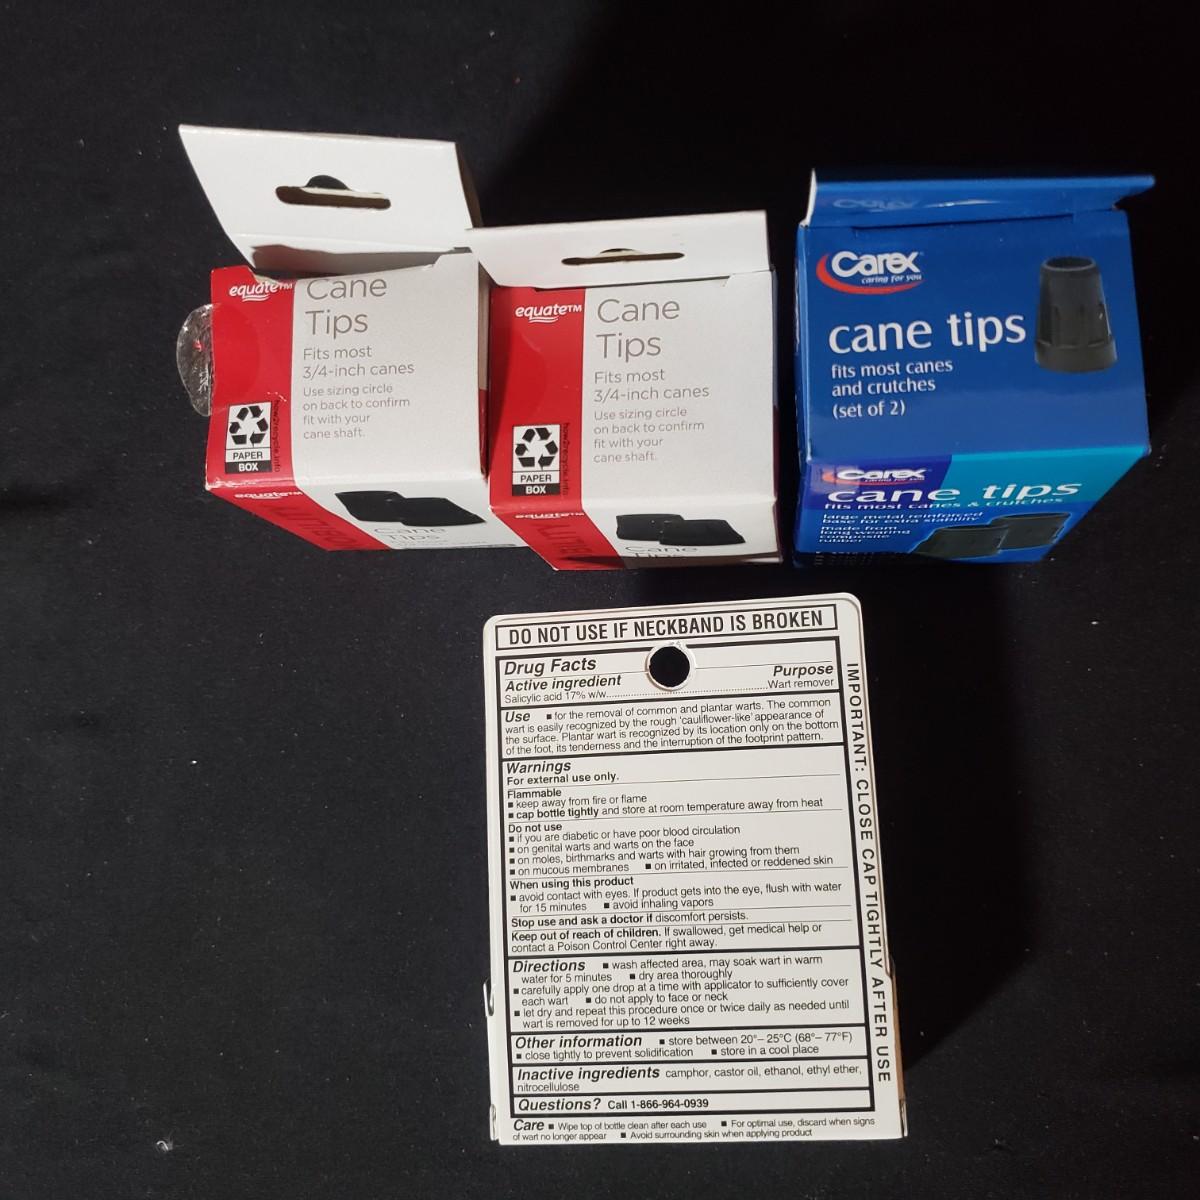 equate™
Cane
Tips
Fits most
3/4-inch canes
Use sizing circle
on back to confirm
fit with your
cane shaft.
how2recycle.info
PAPER
BOX
equate™
Cane
Tips
equate™
Cane
Tips
Fits most
3/4-inch canes
Use sizing circle
on back to confirm
fit with your
cane shaft.
how2recycle.info
PAPER
BOX
equate™
Cane
Tips
Carex
caring for you
cane tips
fits most canes
and crutches
(set of 2)
Carex
caring for you
cane tips
fits most canes & crutches
large metal reinforced
base for extra stability
made from
long-wearing
composite
rubber
DO NOT USE IF NECKBAND IS BROKEN
Drug Facts
Active ingredient Purpose
Salicylic acid 17% w/w.......................................Wart remover
Use ■ for the removal of common and plantar warts. The common
wart is easily recognized by the rough 'cauliflower-like' appearance of
the surface. Plantar wart is recognized by its location only on the bottom
of the foot, its tenderness and the interruption of the footprint pattern.
Warnings
For external use only.
Flammable
■ keep away from fire or flame
■ cap bottle tightly and store at room temperature away from heat
Do not use
■ if you are diabetic or have poor blood circulation
■ on genital warts and warts on the face
■ on moles, birthmarks and warts with hair growing from them
■ on mucous membranes ■ on irritated, infected or reddened skin
When using this product
■ avoid contact with eyes. If product gets into the eye, flush with water
for 15 minutes ■ avoid inhaling vapors
Stop use and ask a doctor if discomfort persists.
Keep out of reach of children. If swallowed, get medical help or
contact a Poison Control Center right away.
Directions ■ wash affected area, may soak wart in warm
water for 5 minutes ■ dry area thoroughly
■ carefully apply one drop at a time with applicator to sufficiently cover
each wart ■ do not apply to face or neck
■ let dry and repeat this procedure once or twice daily as needed until
wart is removed for up to 12 weeks
Other information ■ store between 20°– 25°C (68°– 77°F)
■ close tightly to prevent solidification ■ store in a cool place
Inactive ingredients camphor, castor oil, ethanol, ethyl ether,
nitrocellulose
Questions? Call 1-866-964-0939
Care ■ Wipe top of bottle clean after each use ■ For optimal use, discard when signs
of wart no longer appear ■ Avoid surrounding skin when applying product
IMPORTANT: CLOSE CAP TIGHTLY AFTER USE